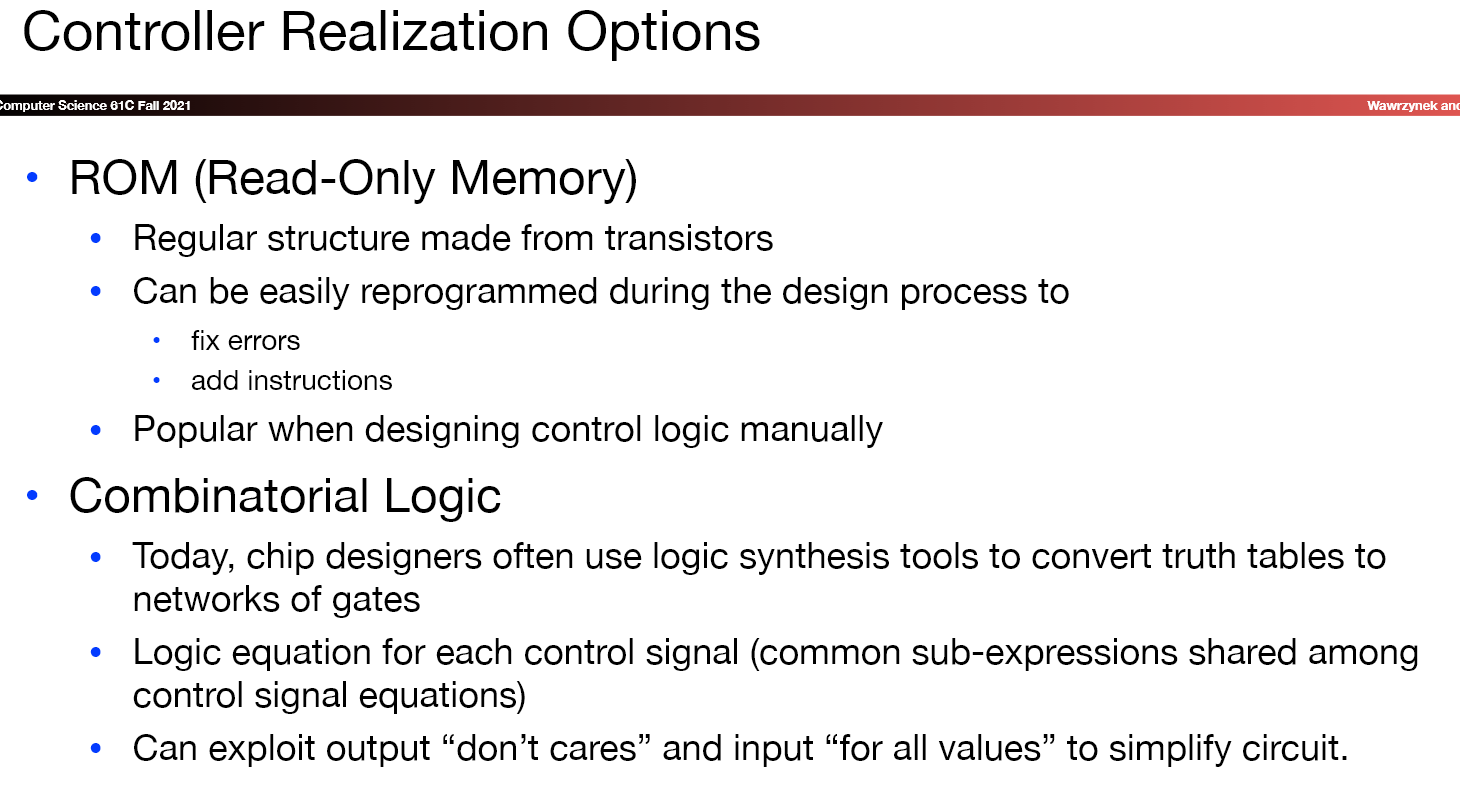 Controller Realization Options
Computer Science 61C Fall 2021
Wawrzynek and
• ROM (Read-Only Memory)
• Regular structure made from transistors
• Can be easily reprogrammed during the design process to
• fix errors
• add instructions
• Popular when designing control logic manually
• Combinatorial Logic
• Today, chip designers often use logic synthesis tools to convert truth tables to
networks of gates
• Logic equation for each control signal (common sub-expressions shared among
control signal equations)
• Can exploit output “don’t cares” and input “for all values” to simplify circuit.